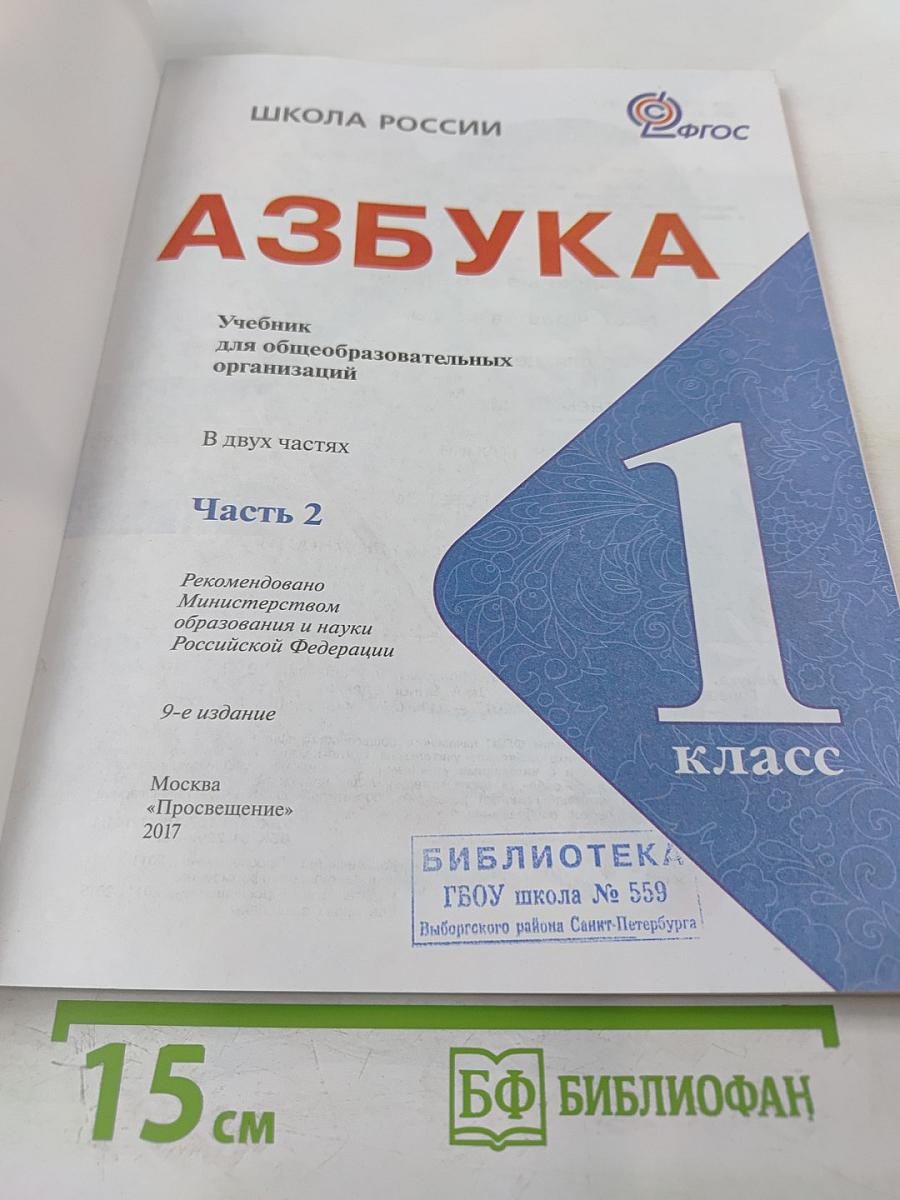 ШКОЛА РОССИИ
ФГОС
АЗБУКА
Учебник
для общеобразовательных
организаций
В двух частях
Часть 2
Рекомендовано
Министерством
образования и науки
Российской Федерации
9-е издание
1
класс
Москва
«Просвещение»
2017
БИБЛИОТЕКА
ГБОУ школа № 559
Выборгского района Санкт-Петербурга
15 см
БФ БИБЛИОФАН